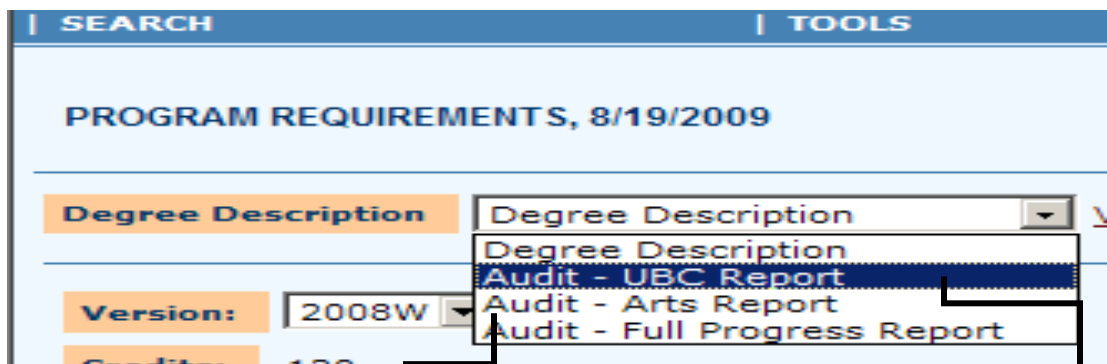 | SEARCH | TOOLS
PROGRAM REQUIREMENTS, 8/19/2009
Degree Description Degree Description
Degree Description
Audit - UBC Report
Version: 2008W Audit - Arts Report
Audit - Full Progress Report